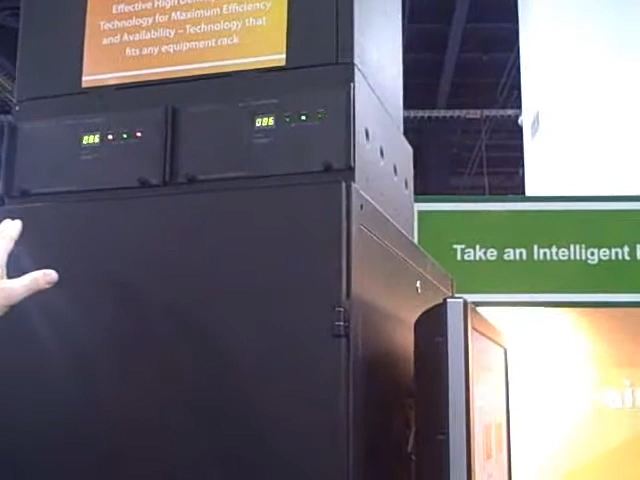 Effective High Density
Technology for Maximum Efficiency
and Availability - Technology that
fits any equipment rack
086
086
Take an Intelligent